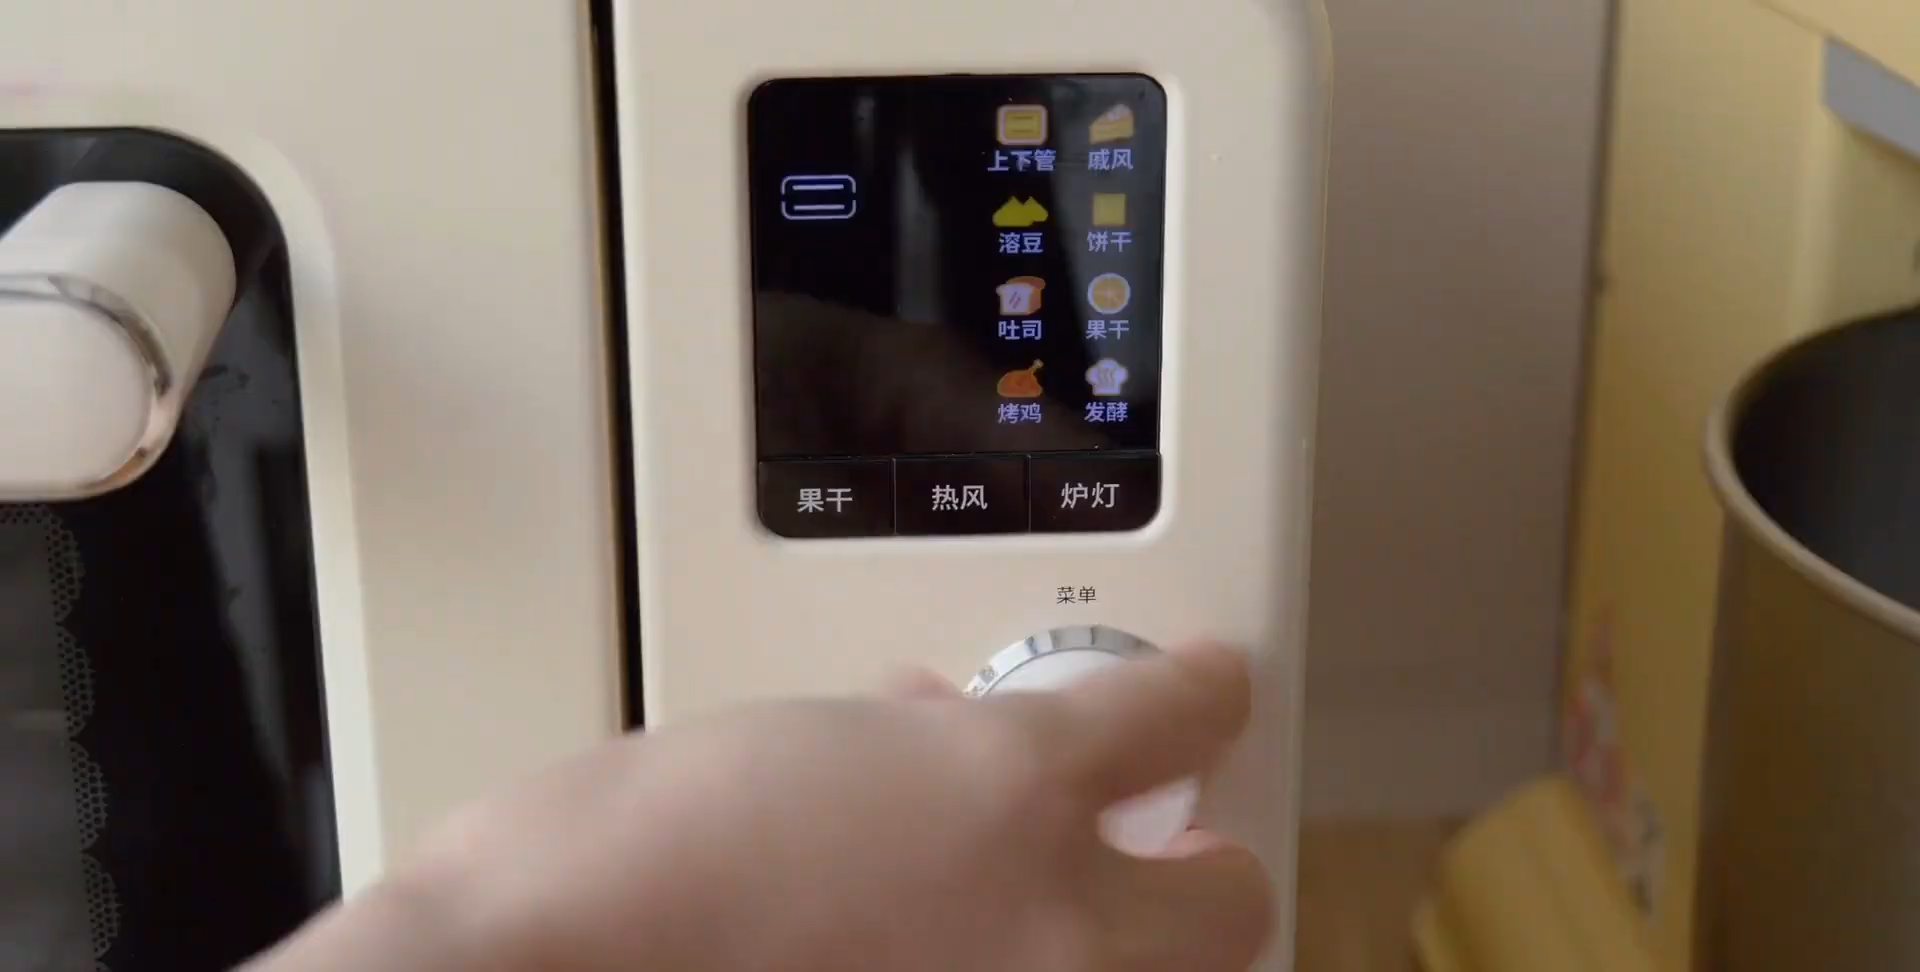 上下管 戚风
溶豆 饼干
吐司 果干
烤鸡 发酵
果干 热风 炉灯
菜单